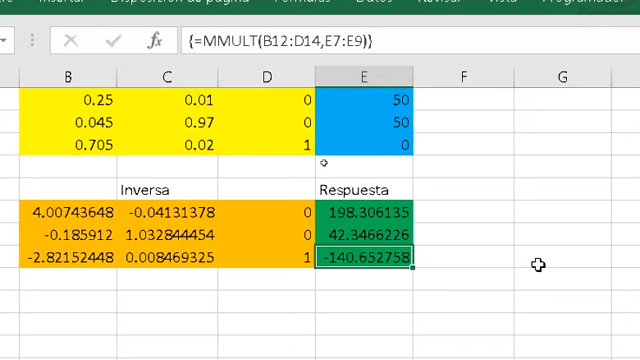 Insertar Disposición de página Fórmulas Datos Revisar Vista Programador
fx {=MMULT(B12:D14,E7:E9)}
B C D E F G
0.25 0.01 0 50
0.045 0.97 0 50
0.705 0.02 1 0
Inversa Respuesta
4.00743648 -0.04131378 0 198.306135
-0.185912 1.032844454 0 42.3466226
-2.82152448 0.008469325 1 -140.652758